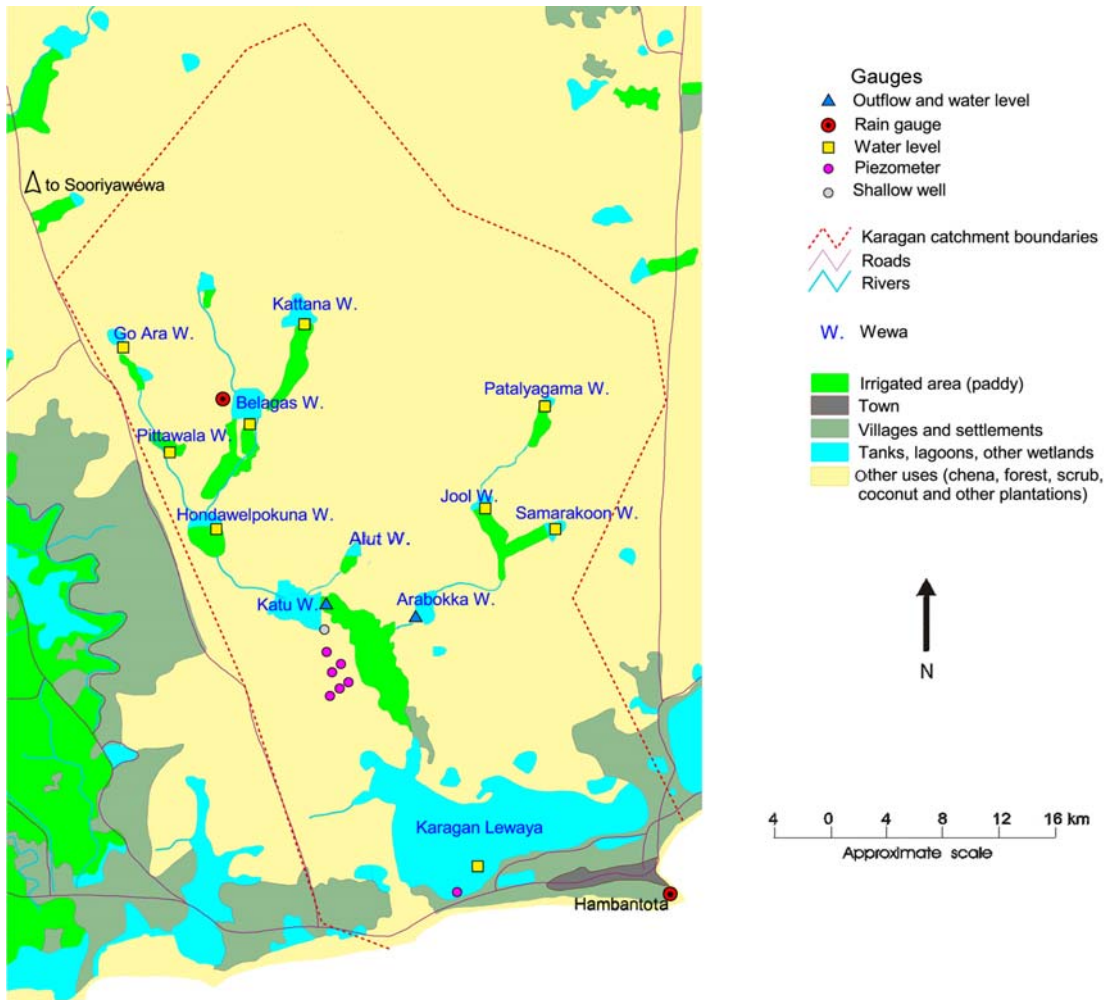 to Sooriyawewa
Kattana W.
Go Ara W.
Patalyagama W.
Belagas W.
Pittawala W.
Jool W.
Hondawelpokuna W.
Samarakoon W.
Alut W.
Katu W.
Arabokka W.
Karagan Lewaya
Hambantota
Gauges
Outflow and water level
Rain gauge
Water level
Piezometer
Shallow well
Karagan catchment boundaries
Roads
Rivers
W. Wewa
Irrigated area (paddy)
Town
Villages and settlements
Tanks, lagoons, other wetlands
Other uses (chena, forest, scrub,
coconut and other plantations)
N
4 0 4 8 12 16 km
Approximate scale